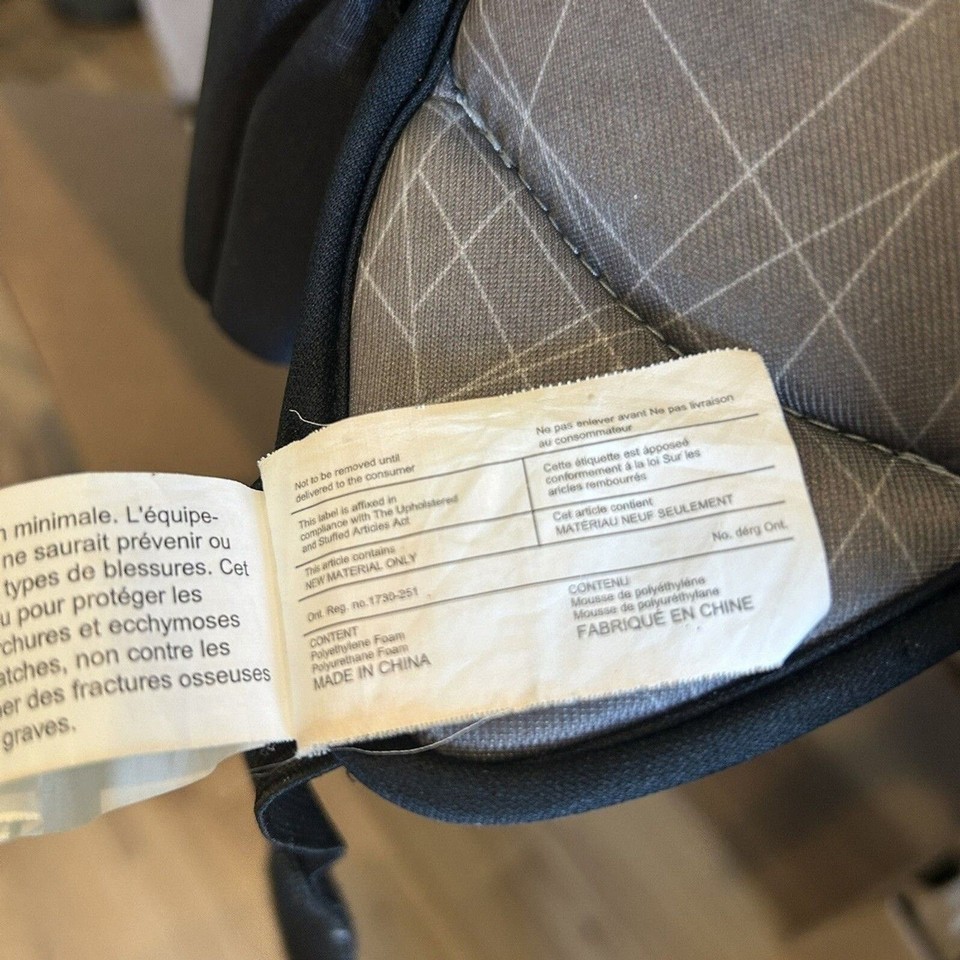 n minimale. L'équipe-
ne saurait prévenir ou
types de blessures. Cet
u pour protéger les
rchures et ecchymoses
atches, non contre les
er des fractures osseuses
graves.
Not to be removed until
delivered to the consumer
Ne pas enlever avant Ne pas livraison
au consommateur
This label is affixed in
compliance with The Upholstered
and Stuffed Articles Act
Cette étiquette est àpposéd
conformement à la loi Sur les
aricles rembourrés
This article contains
NEW MATERIAL ONLY
Cet article contient
MATÉRIAU NEUF SEULEMENT
Ont. Reg. no.1730-251
No. dérg Ont.
CONTENT
Polyethylene Foam
Polyurethane Foam
MADE IN CHINA
CONTENU
Mousse de polyéthyléne
Mousse de polyuréthylane
FABRIQUÉ EN CHINE